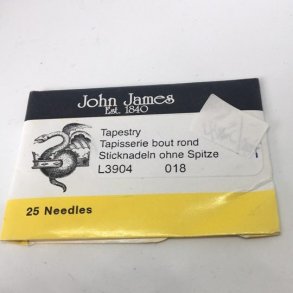 John James
Est. 1840
Tapestry
Tapisserie bout rond
Sticknadeln ohne Spitze
L3904 018
25 Needles